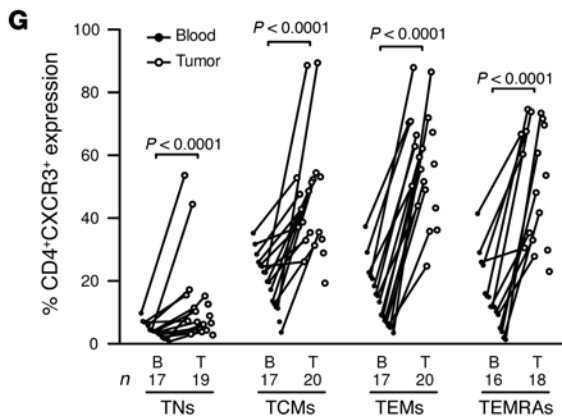 G
% CD4+CXCR3+ expression
100
80
60
40
20
0
Blood
Tumor
P < 0.0001
P < 0.0001
P < 0.0001
P < 0.0001
B T B T B T B T
n 17 19 17 20 17 20 16 18
TNs TCMs TEMs TEMRAs